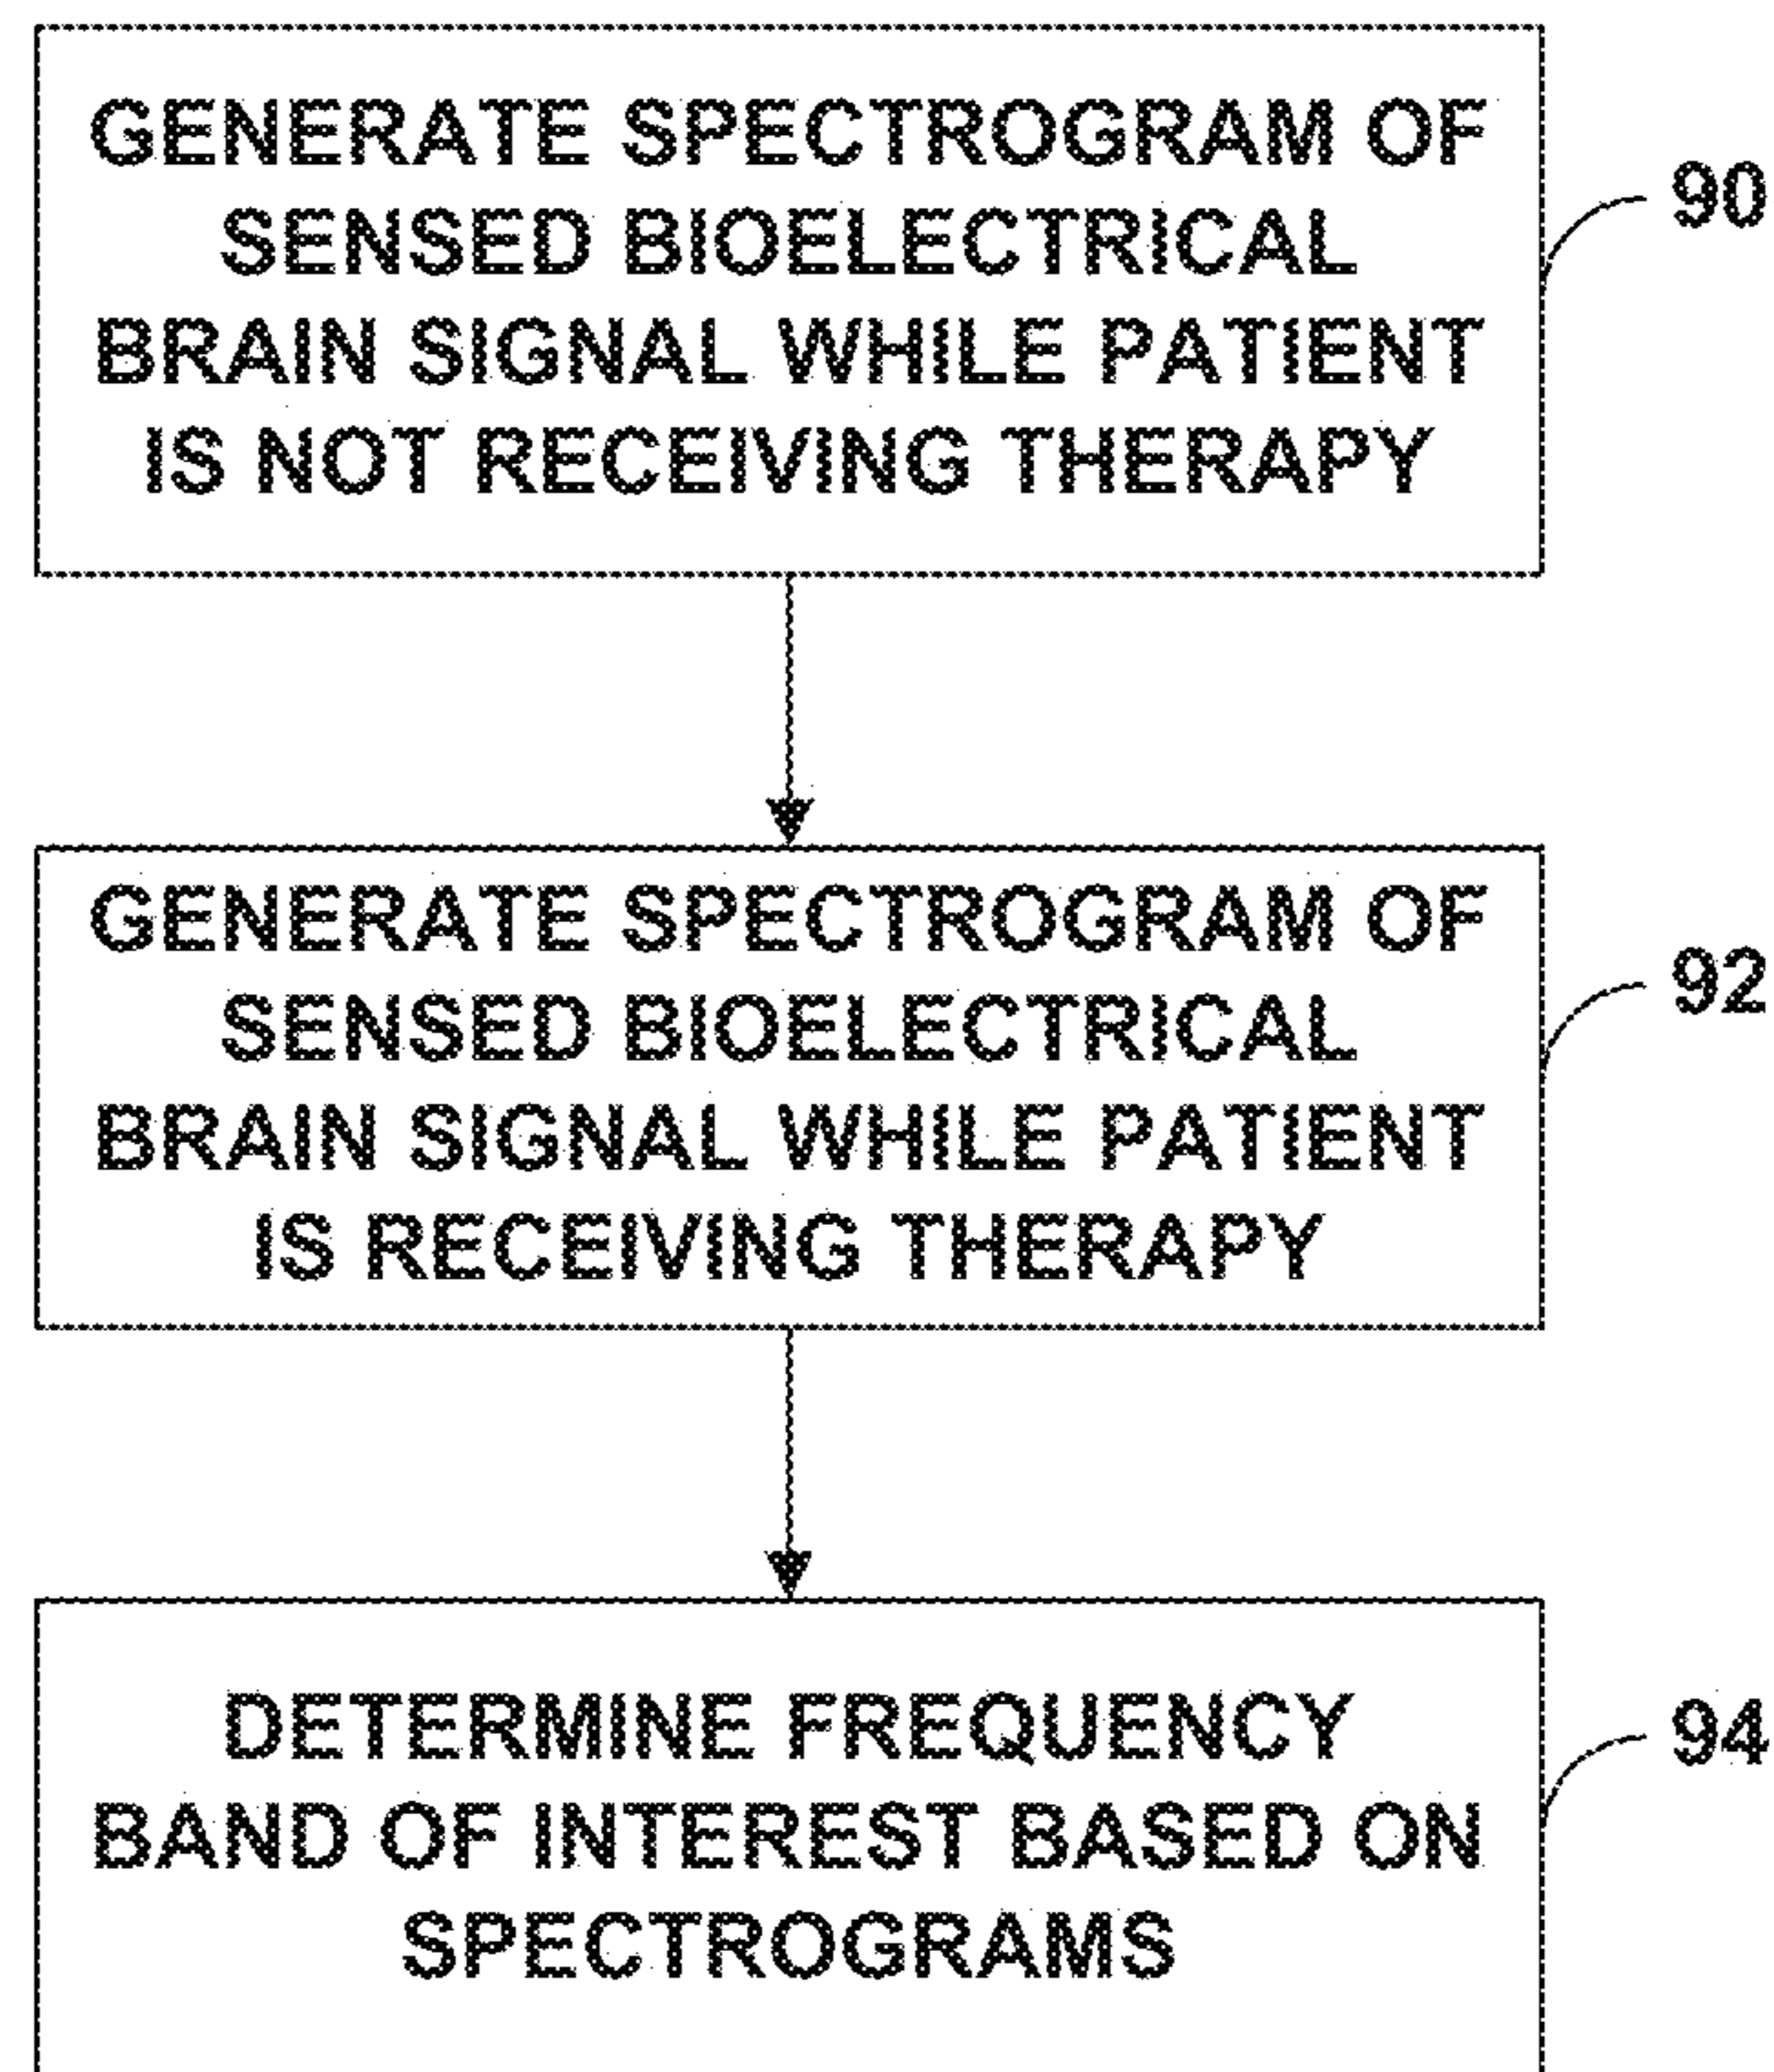 GENERATE SPECTROGRAM OF
SENSED BIOELECTRICAL
BRAIN SIGNAL WHILE PATIENT
IS NOT RECEIVING THERAPY
90
GENERATE SPECTROGRAM OF
SENSED BIOELECTRICAL
BRAIN SIGNAL WHILE PATIENT
IS RECEIVING THERAPY
92
DETERMINE FREQUENCY
BAND OF INTEREST BASED ON
SPECTROGRAMS
94